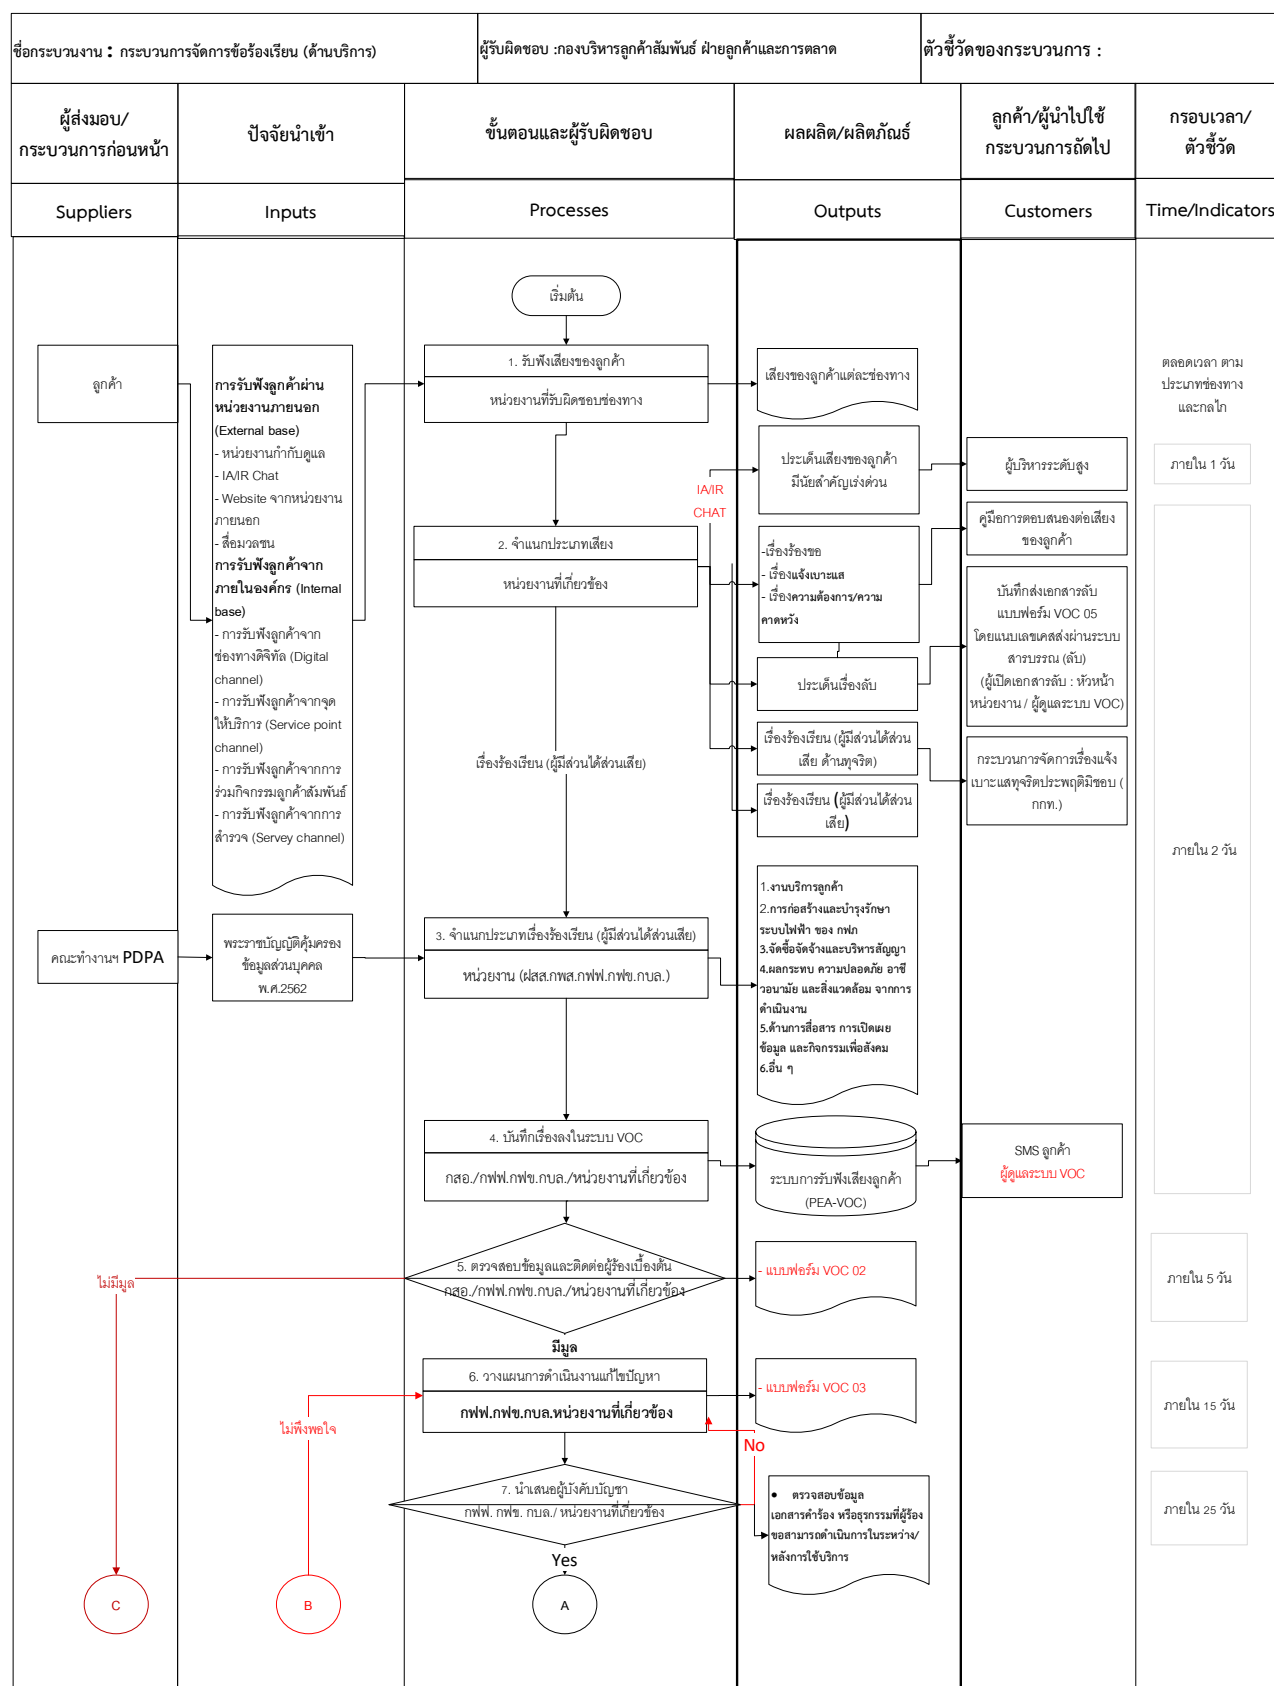 ชื่อกระบวนงาน : กระบวนการจัดการข้อร้องเรียน (ด้านบริการ)
ผู้รับผิดชอบ :กองบริหารลูกค้าสัมพันธ์ ฝ่ายลูกค้าและการตลาด
ตัวชี้วัดของกระบวนการ :
ผู้ส่งมอบ/
กระบวนการก่อนหน้า
ปัจจัยนำเข้า
ขั้นตอนและผู้รับผิดชอบ
ผลผลิต/ผลิตภัณฑ์
ลูกค้า/ผู้นำไปใช้
กระบวนการถัดไป
กรอบเวลา/
ตัวชี้วัด
Suppliers
Inputs
Processes
Outputs
Customers
Time/Indicators
เริ่มต้น
ลูกค้า
การรับฟังลูกค้าผ่าน
หน่วยงานภายนอก
(External base)
- หน่วยงานกำกับดูแล
- IA/IR Chat
- Website จากหน่วยงาน
ภายนอก
- สื่อมวลชน
การรับฟังลูกค้าจาก
ภายในองค์กร (Internal
base)
- การรับฟังลูกค้าจาก
ช่องทางดิจิทัล (Digital
channel)
- การรับฟังลูกค้าจากจุด
ให้บริการ (Service point
channel)
- การรับฟังลูกค้าจากการ
ร่วมกิจกรรมลูกค้าสัมพันธ์
- การรับฟังลูกค้าจากการ
สำรวจ (Servey channel)
1. รับฟังเสียงของลูกค้า
หน่วยงานที่รับผิดชอบช่องทาง
เสียงของลูกค้าแต่ละช่องทาง
ตลอดเวลา ตาม
ประเภทช่องทาง
และกลไก
IA/IR
CHAT
ประเด็นเสียงของลูกค้า
มีนัยสำคัญเร่งด่วน
ผู้บริหารระดับสูง
ภายใน 1 วัน
2. จำแนกประเภทเสียง
หน่วยงานที่เกี่ยวข้อง
-เรื่องร้องขอ
- เรื่องแจ้งเบาะแส
- เรื่องความต้องการ/ความ
คาดหวัง
คู่มือการตอบสนองต่อเสียง
ของลูกค้า
ประเด็นเรื่องลับ
บันทึกส่งเอกสารลับ
แบบฟอร์ม VOC 05
โดยแนบเลขเคสส่งผ่านระบบ
สารบรรณ (ลับ)
(ผู้เปิดเอกสารลับ : หัวหน้า
หน่วยงาน / ผู้ดูแลระบบ VOC)
เรื่องร้องเรียน (ผู้มีส่วนได้ส่วนเสีย)
เรื่องร้องเรียน (ผู้มีส่วนได้ส่วน
เสีย ด้านทุจริต)
กระบวนการจัดการเรื่องแจ้ง
เบาะแสทุจริตประพฤติมิชอบ (
กกท.)
เรื่องร้องเรียน (ผู้มีส่วนได้ส่วน
เสีย)
ภายใน 2 วัน
คณะทำงานฯ PDPA
พระราชบัญญัติคุ้มครอง
ข้อมูลส่วนบุคคล
พ.ศ.2562
3. จำแนกประเภทเรื่องร้องเรียน (ผู้มีส่วนได้ส่วนเสีย)
หน่วยงาน (ฝสส.กพส.กฟฟ.กฟข.กบล.)
1.งานบริการลูกค้า
2.การก่อสร้างและบำรุงรักษา
ระบบไฟฟ้า ของ กฟภ
3.จัดซื้อจัดจ้างและบริหารสัญญา
4.ผลกระทบ ความปลอดภัย อาชี
วอนามัย และสิ่งแวดล้อม จากการ
ดำเนินงาน
5.ด้านการสื่อสาร การเปิดเผย
ข้อมูล และกิจกรรมเพื่อสังคม
6.อื่น ๆ
4. บันทึกเรื่องลงในระบบ VOC
กสอ./กฟฟ.กฟข.กบล./หน่วยงานที่เกี่ยวข้อง
ระบบการรับฟังเสียงลูกค้า
(PEA-VOC)
SMS ลูกค้า
ผู้ดูแลระบบ VOC
5. ตรวจสอบข้อมูลและติดต่อผู้ร้องเบื้องต้น
กสอ./กฟฟ.กฟข.กบล./หน่วยงานที่เกี่ยวข้อง
ไม่มีมูล
- แบบฟอร์ม VOC 02
ภายใน 5 วัน
มีมูล
6. วางแผนการดำเนินงานแก้ไขปัญหา
กฟฟ.กฟข.กบล.หน่วยงานที่เกี่ยวข้อง
- แบบฟอร์ม VOC 03
ภายใน 15 วัน
ไม่พึงพอใจ
No
7. นำเสนอผู้บังคับบัญชา
กฟฟ. กฟข. กบล./ หน่วยงานที่เกี่ยวข้อง
• ตรวจสอบข้อมูล
เอกสารคำร้อง หรือธุรกรรมที่ผู้ร้อง
ขอสามารถดำเนินการในระหว่าง/
หลังการใช้บริการ
ภายใน 25 วัน
Yes
C
B
A